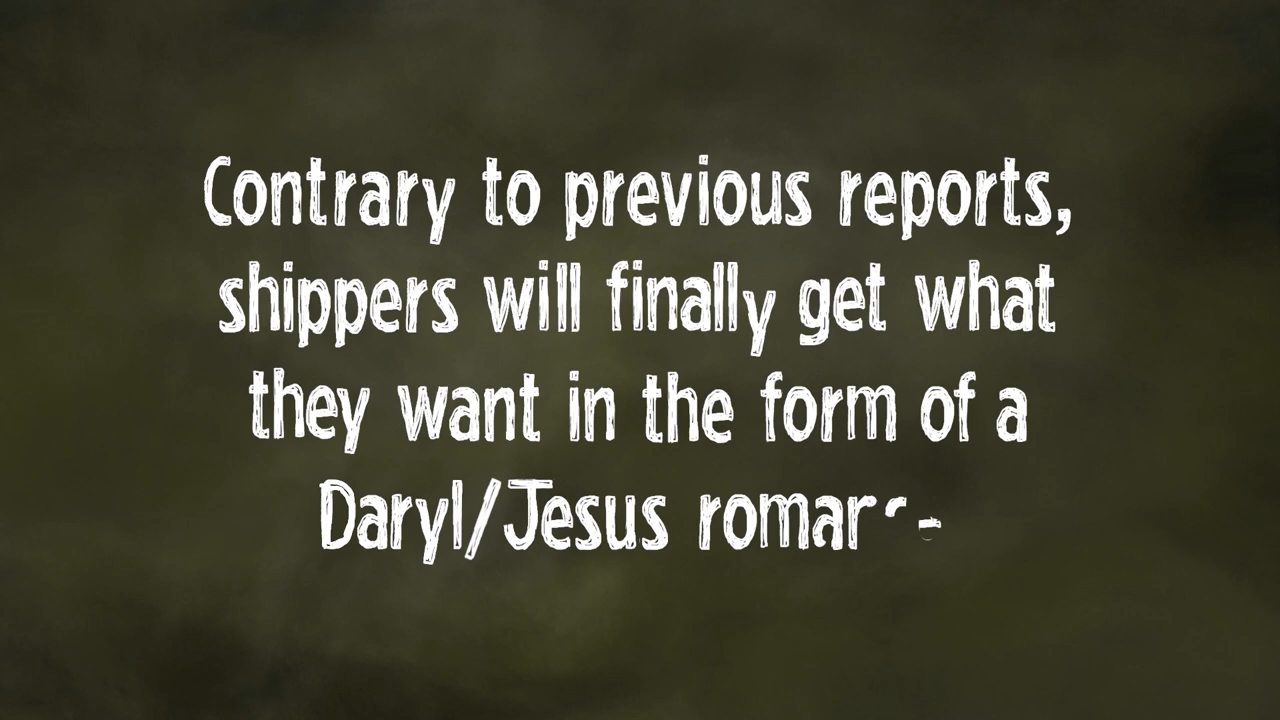 Contrary to previous reports,
shippers will finally get what
they want in the form of a
Daryl/Jesus